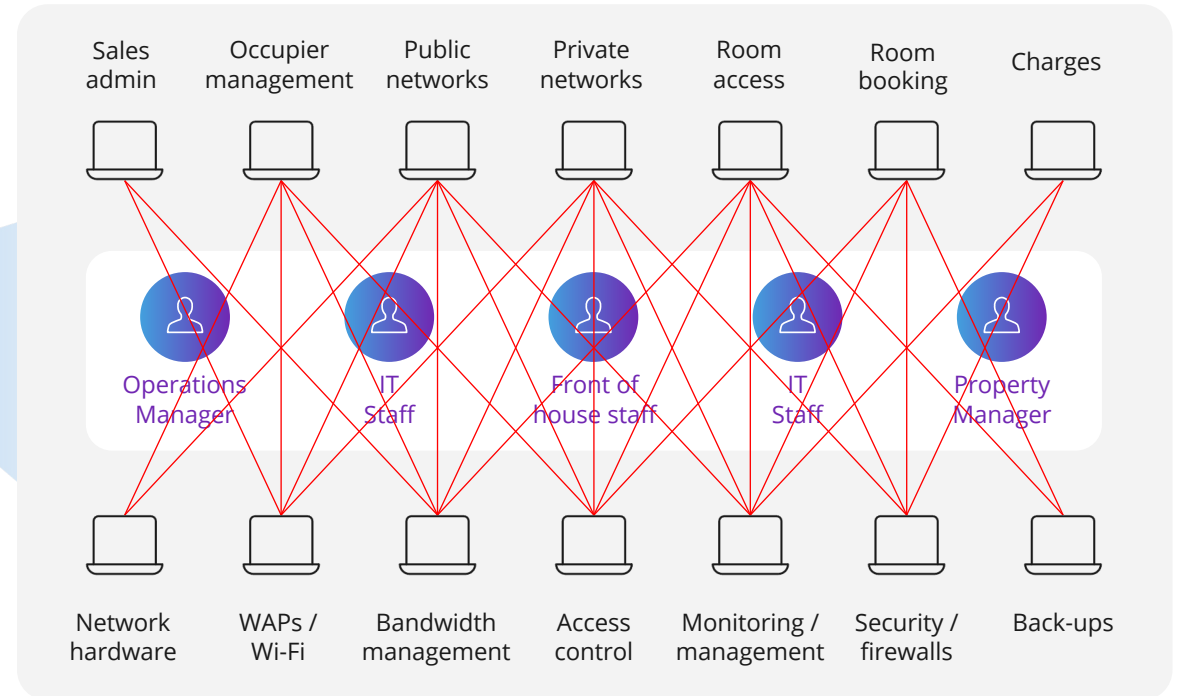 Sales
admin
Occupier
management
Public
networks
Private
networks
Room
access
Room
booking
Charges
Operations
Manager
IT
Staff
Front of
house staff
IT
Staff
Property
Manager
Network
hardware
WAPs /
Wi-Fi
Bandwidth
management
Access
control
Monitoring /
management
Security /
firewalls
Back-ups